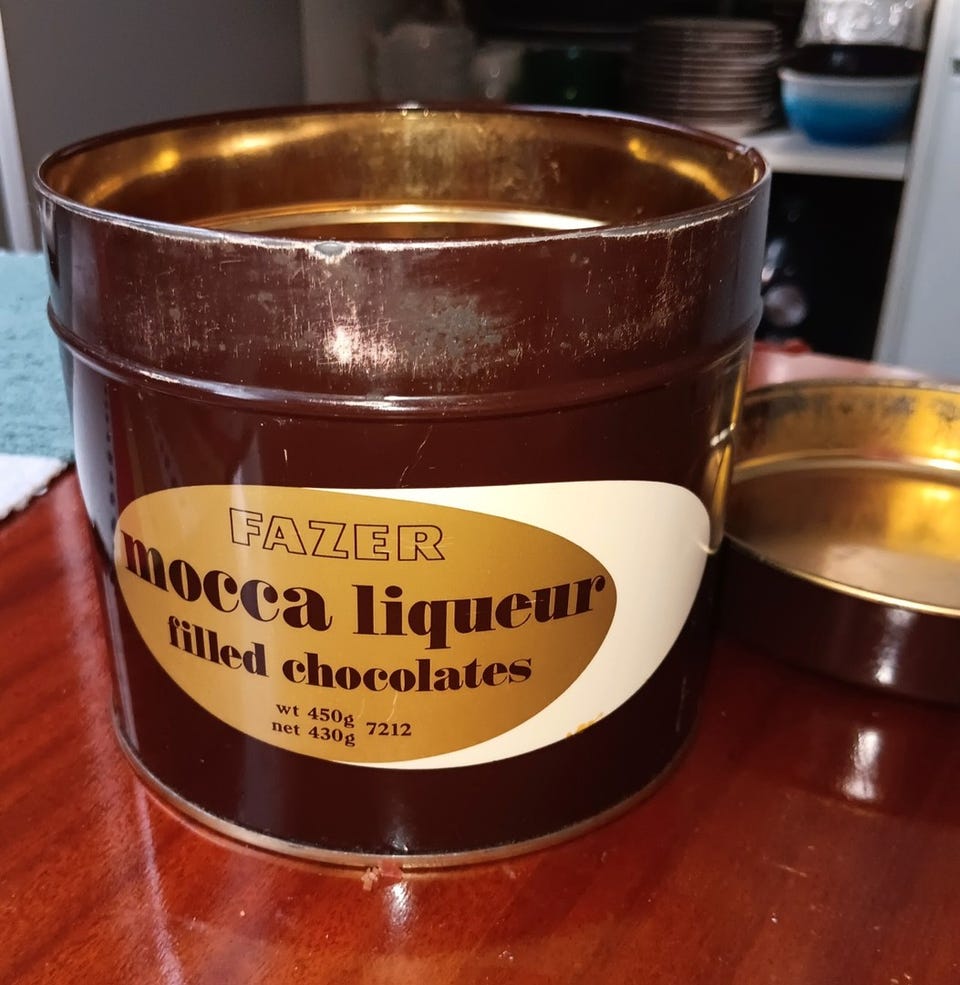 FAZER
mocca liqueur
filled chocolates
wt 450g
net 430g 7212